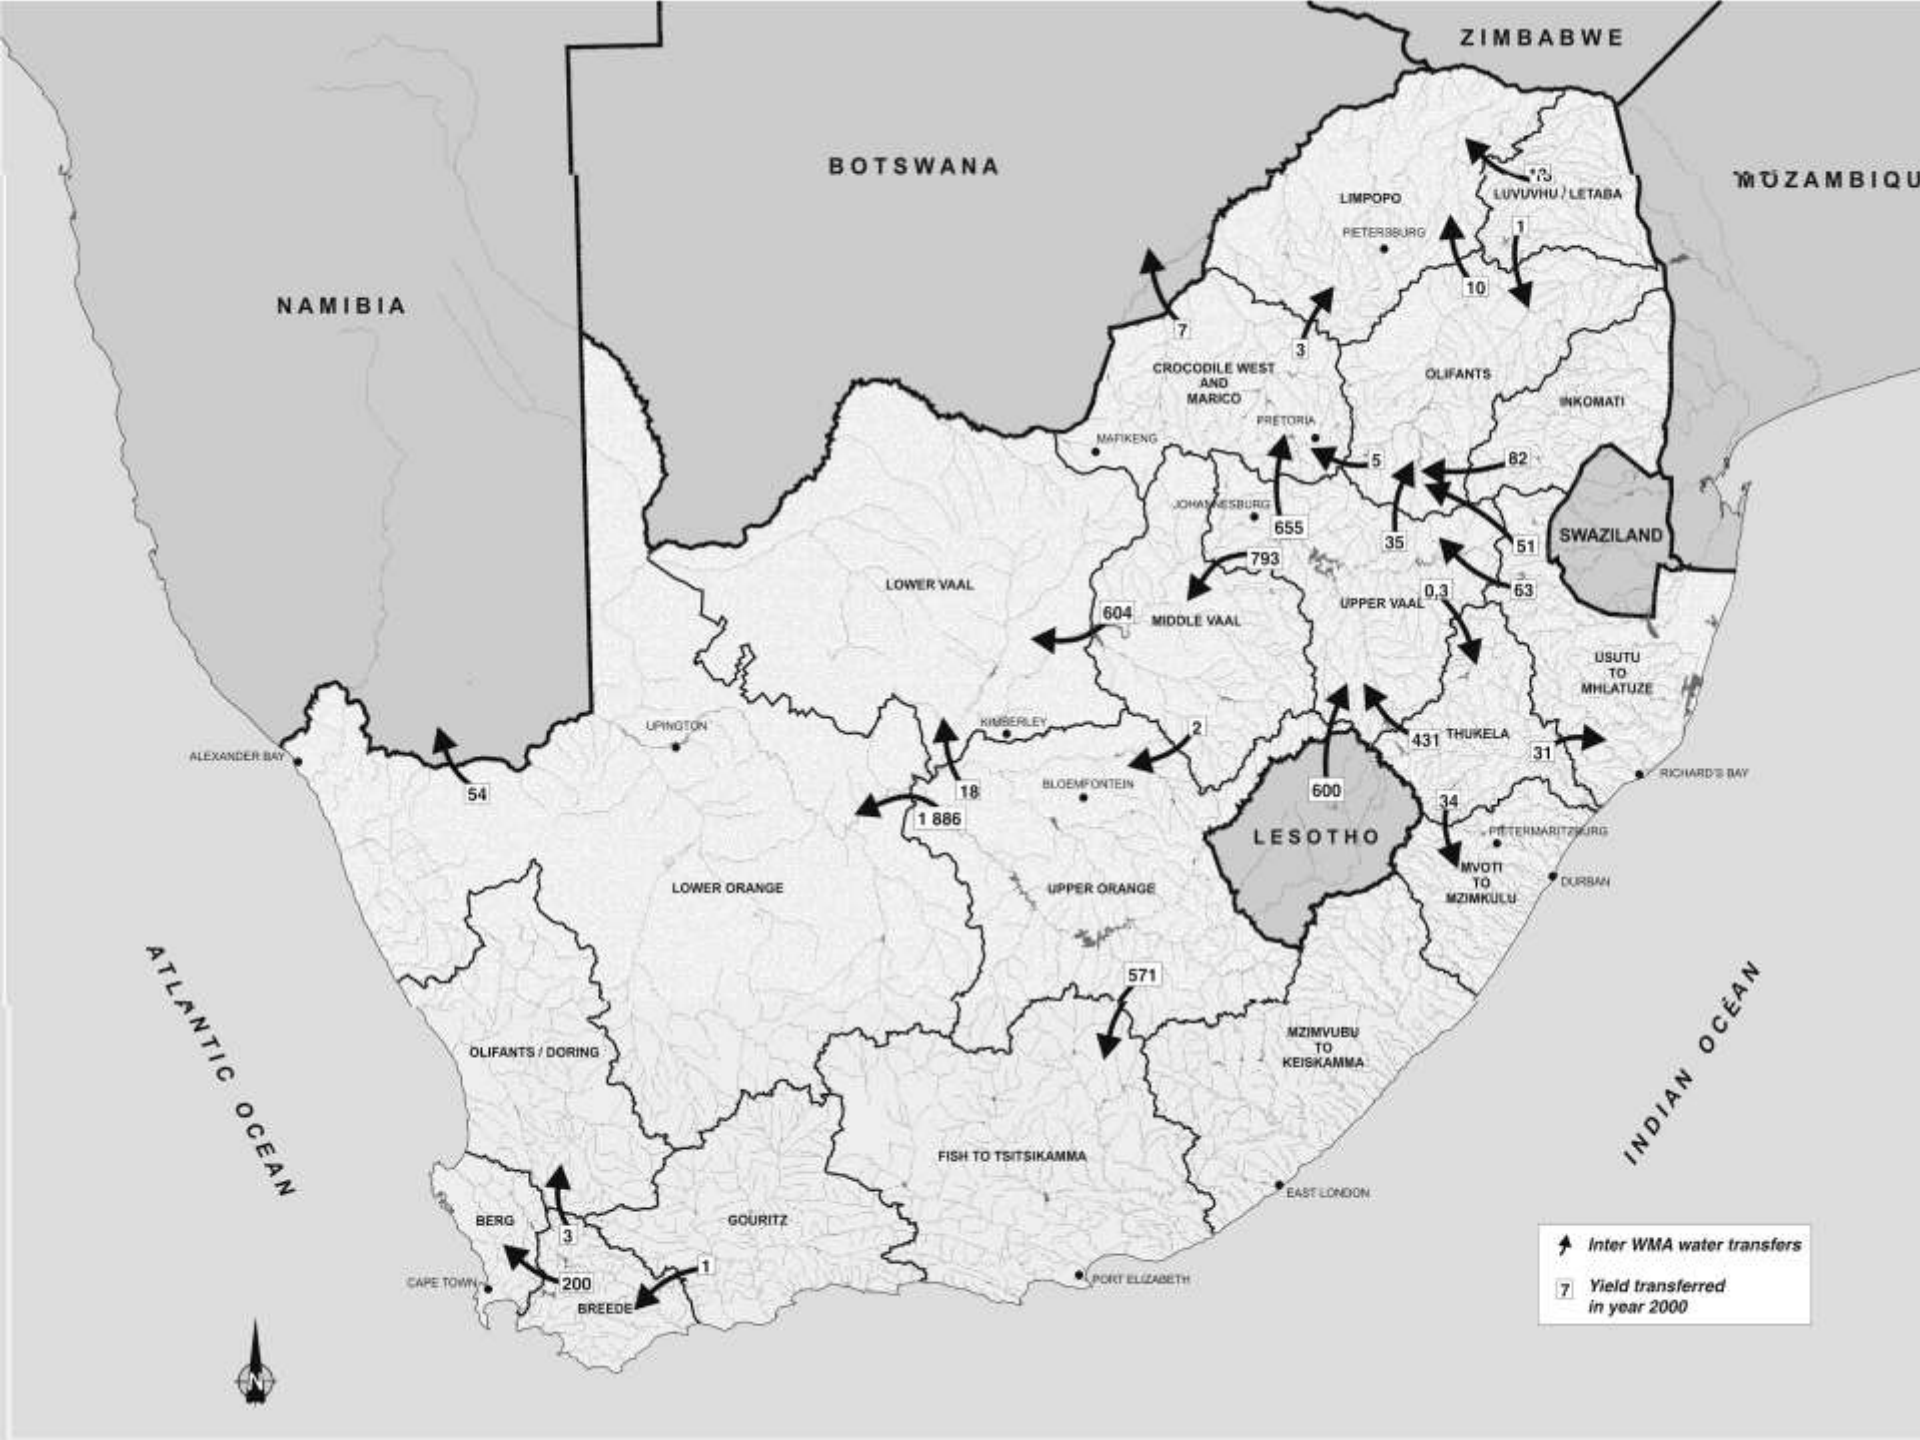 ZIMBABWE
BOTSWANA
MOZAMBIQU
LIMPOPO
LUVUVHU / LETABA
PIETERSBURG
1
10
NAMIBIA
7
3
CROCODILE WEST
AND
MARICO
OLIFANTS
INKOMATI
PRETORIA
MAFIKENG
5
82
JOHANNESBURG
655
35
51
SWAZILAND
793
LOWER VAAL
0,3
63
UPPER VAAL
604
MIDDLE VAAL
USUTU
TO
MHLATUZE
UPINGTON
KIMBERLEY
2
431
THUKELA
31
ALEXANDER BAY
54
18
BLOEMFONTEIN
600
RICHARD'S BAY
34
1 886
LESOTHO
PIETERMARITZBURG
MVOTI
TO
MZIMKULU
DURBAN
LOWER ORANGE
UPPER ORANGE
ATLANTIC OCEAN
571
INDIAN OCEAN
MZIMVUBU
TO
KEISKAMMA
OLIFANTS / DORING
FISH TO TSITSIKAMMA
EAST LONDON
BERG
GOURITZ
3
1
CAPE TOWN
200
BREEDE
PORT ELIZABETH
Inter WMA water transfers
7 Yield transferred
in year 2000
N